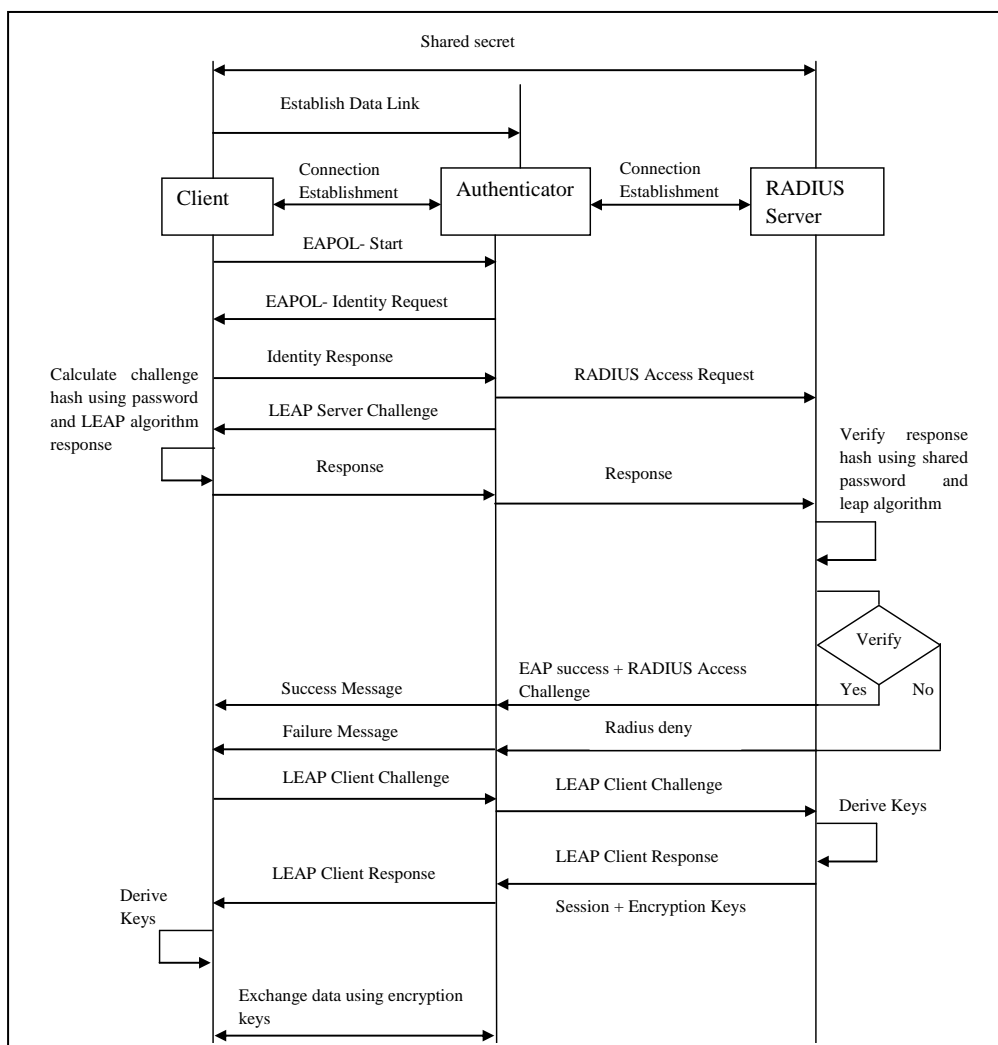 Shared secret
Establish Data Link
Connection
Establishment
Connection
Establishment
Client
Authenticator
RADIUS
Server
EAPOL- Start
EAPOL- Identity Request
Identity Response
RADIUS Access Request
Calculate challenge
hash using password
and LEAP algorithm
response
LEAP Server Challenge
Verify response
hash using shared
password and
leap algorithm
Response
Response
Verify
EAP success + RADIUS Access
Challenge
Yes
No
Success Message
Radius deny
Failure Message
LEAP Client Challenge
LEAP Client Challenge
Derive Keys
LEAP Client Response
LEAP Client Response
Session + Encryption Keys
Derive
Keys
Exchange data using encryption
keys